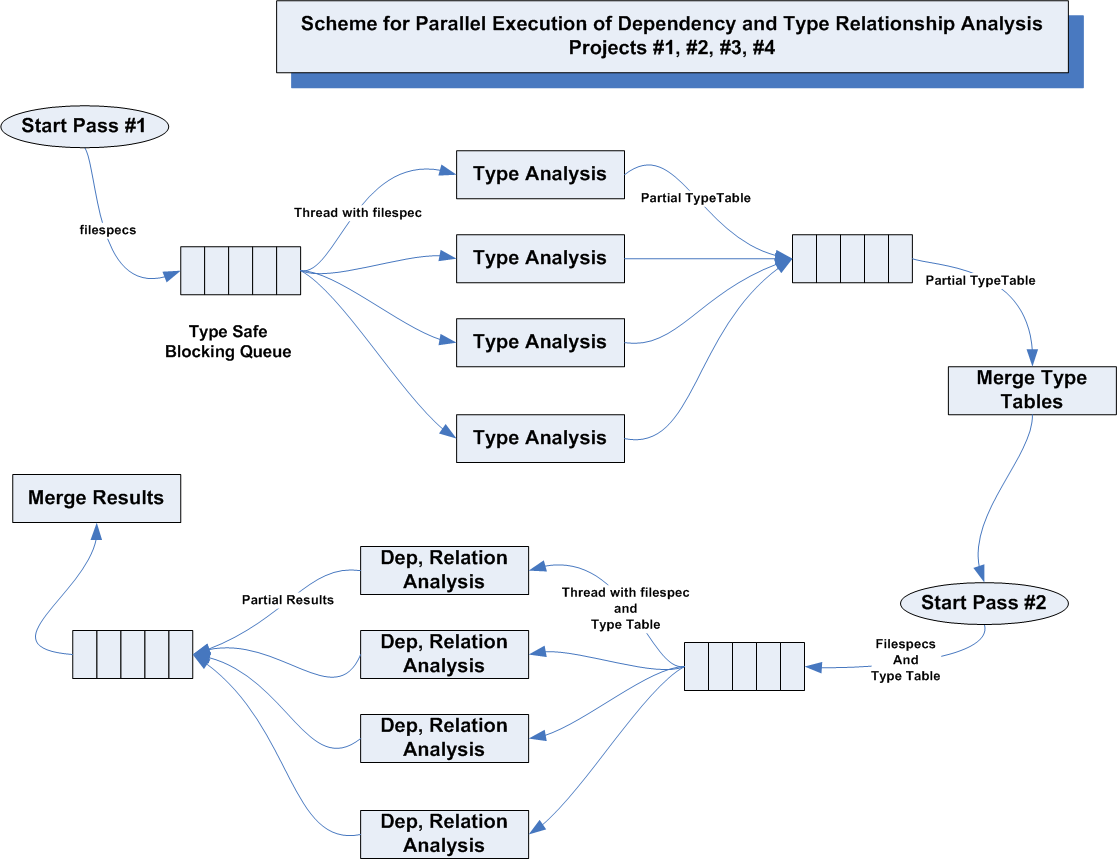 Scheme for Parallel Execution of Dependency and Type Relationship Analysis
Projects #1, #2, #3, #4
Start Pass #1
filespecs
Thread with filespec
Type Safe
Blocking Queue
Type Analysis
Type Analysis
Type Analysis
Type Analysis
Partial TypeTable
Partial TypeTable
Merge Type
Tables
Start Pass #2
Filespecs
And
Type Table
Thread with filespec
and
Type Table
Dep, Relation
Analysis
Dep, Relation
Analysis
Dep, Relation
Analysis
Dep, Relation
Analysis
Partial Results
Merge Results